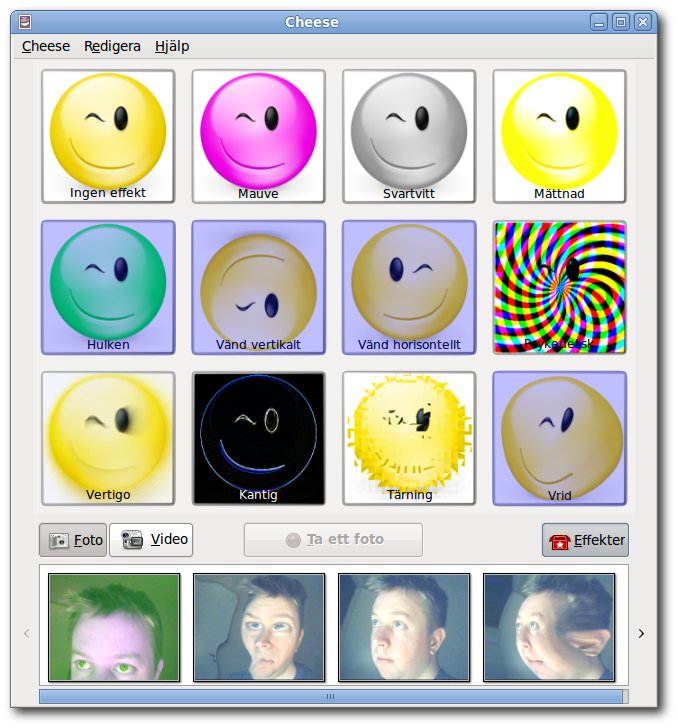 Cheese
Cheese Redigera Hjälp
Ingen effekt Mauve Svartvitt Mättnad
Hulken Vänd vertikalt Vänd horisontellt Psykedelisk
Vertigo Kantig Tärning Vrid
Foto Video Ta ett foto Effekter